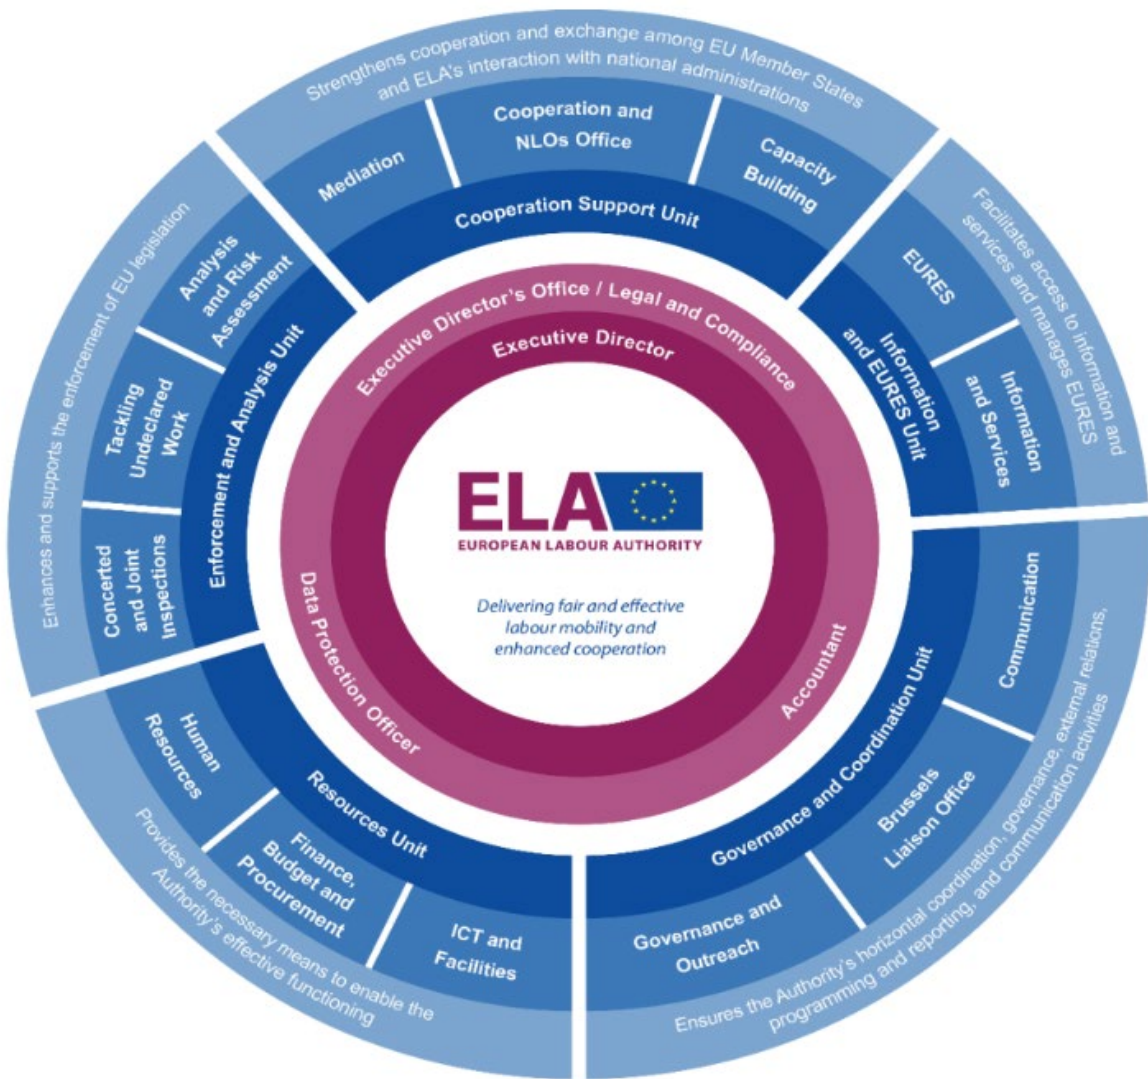 Strengthens cooperation and exchange among EU Member States
and ELA's interaction with national administrations
Mediation
Cooperation and
NLOs Office
Capacity
Building
Cooperation Support Unit
Facilitates access to information and
services and manages EURES
EURES
Information
and Services
Information
and EURES Unit
Ensures the Authority's horizontal coordination, governance, external relations,
programming and reporting, and communication activities
Communication
Brussels
Liaison Office
Governance and
Outreach
Governance and Coordination Unit
Provides the necessary means to enable the
Authority's effective functioning
Human
Resources
Finance,
Budget and
Procurement
ICT and
Facilities
Resources Unit
Enhances and supports the enforcement of EU legislation
Analysis
and Risk
Assessment
Tackling
Undeclared
Work
Concerted
and Joint
Inspections
Enforcement and Analysis Unit
Executive Director's Office / Legal and Compliance
Executive Director
Data Protection Officer
Accountant
ELA
EUROPEAN LABOUR AUTHORITY
Delivering fair and effective
labour mobility and
enhanced cooperation